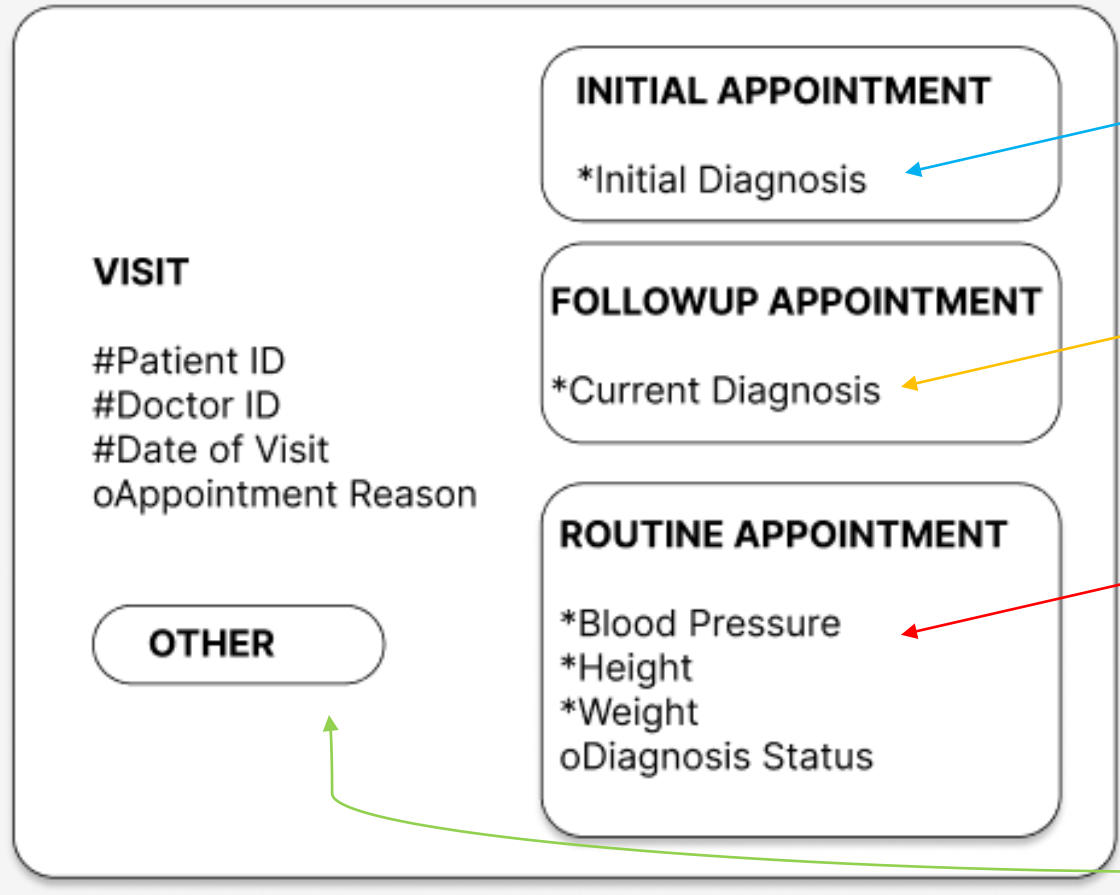 VISIT
#Patient ID
#Doctor ID
#Date of Visit
oAppointment Reason
OTHER
INITIAL APPOINTMENT
*Initial Diagnosis
FOLLOWUP APPOINTMENT
*Current Diagnosis
ROUTINE APPOINTMENT
*Blood Pressure
*Height
*Weight
oDiagnosis Status